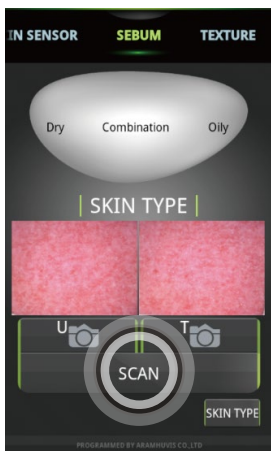 IN SENSOR SEBUM TEXTURE
Dry Combination Oily
| SKIN TYPE |
U T
SCAN
SKIN TYPE
PROGRAMMED BY ARAMHUVIS CO.,LTD